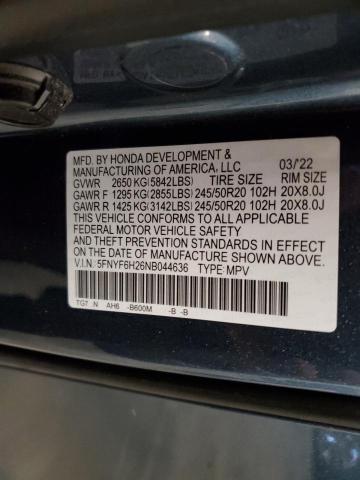 MFD. BY HONDA DEVELOPMENT &
MANUFACTURING OF AMERICA, LLC 03/22
GVWR 2650 KG(5842LBS) TIRE SIZE RIM SIZE
GAWR F 1295 KG(2855LBS) 245/50R20 102H 20X8.0J
GAWR R 1425 KG(3142LBS) 245/50R20 102H 20X8.0J
THIS VEHICLE CONFORMS TO ALL APPLICABLE
FEDERAL MOTOR VEHICLE SAFETY
AND THEFT PREVENTION STANDARDS IN EFFECT
ON THE DATE OF MANUFACTURE SHOWN ABOVE.
V.I.N. 5FNYF6H26NB044636 TYPE: MPV
TGT N AH6 -B600M -B -B